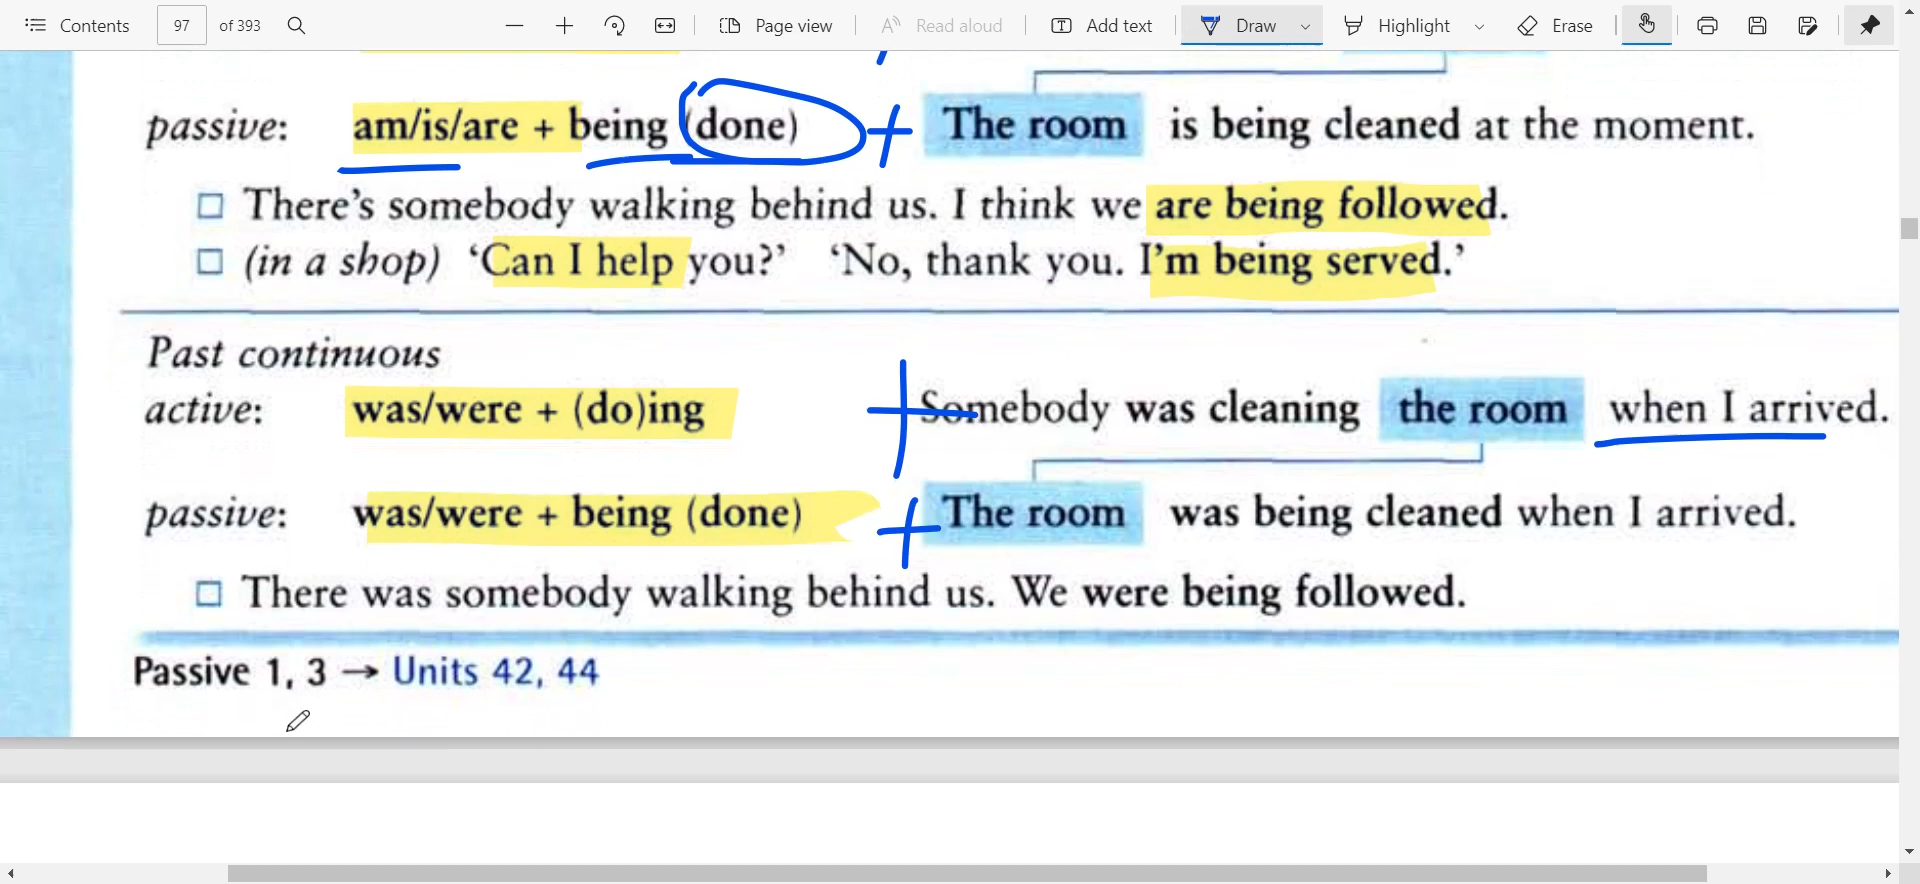 Contents 97 of 393 Page view Read aloud Add text Draw Highlight Erase
passive: am/is/are + being (done) The room is being cleaned at the moment.
There's somebody walking behind us. I think we are being followed.
(in a shop) ‘Can I help you?’ ‘No, thank you. I'm being served.’
Past continuous
active: was/were + (do)ing Somebody was cleaning the room when I arrived.
passive: was/were + being (done) The room was being cleaned when I arrived.
There was somebody walking behind us. We were being followed.
Passive 1, 3 → Units 42, 44